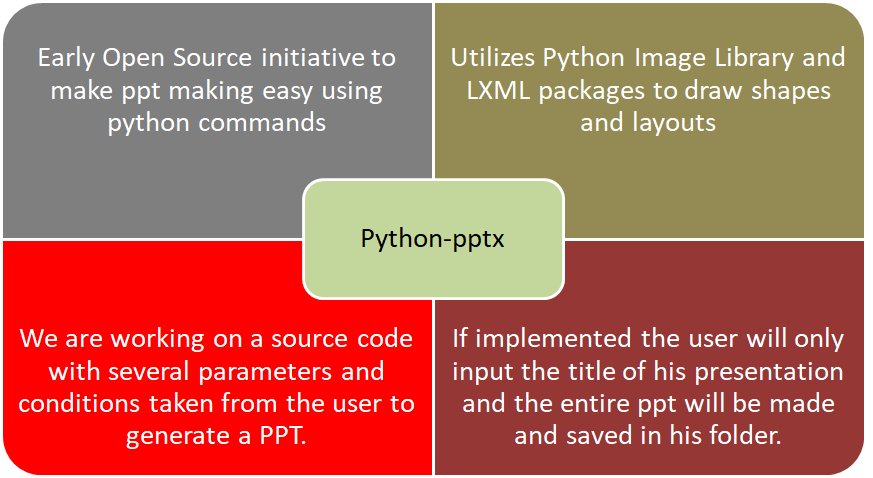 Early Open Source initiative to
make ppt making easy using
python commands
Utilizes Python Image Library and
LXML packages to draw shapes
and layouts
Python-pptx
We are working on a source code
with several parameters and
conditions taken from the user to
generate a PPT.
If implemented the user will only
input the title of his presentation
and the entire ppt will be made
and saved in his folder.